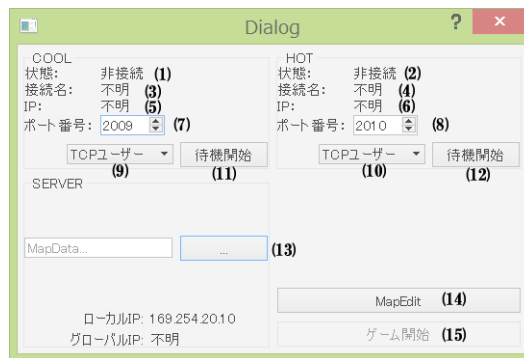 Dialog ? ×
COOL HOT
状態: 非接続 (1) 状態: 非接続 (2)
接続名: 不明 (3) 接続名: 不明 (4)
IP: 不明 (5) IP: 不明 (6)
ポート番号: 2009 (7) ポート番号: 2010 (8)
TCPユーザー 待機開始 TCPユーザー 待機開始
(9) (11) (10) (12)
SERVER
MapData... ... (13)
MapEdit (14)
ローカルIP: 169.254.20.10
グローバルIP: 不明 ゲーム開始 (15)